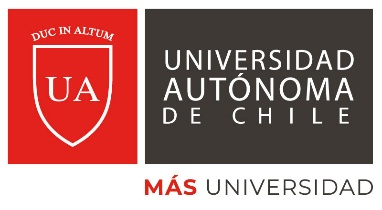 DUC IN ALTUM
UA
UNIVERSIDAD
AUTÓNOMA
DE CHILE
MÁS UNIVERSIDAD